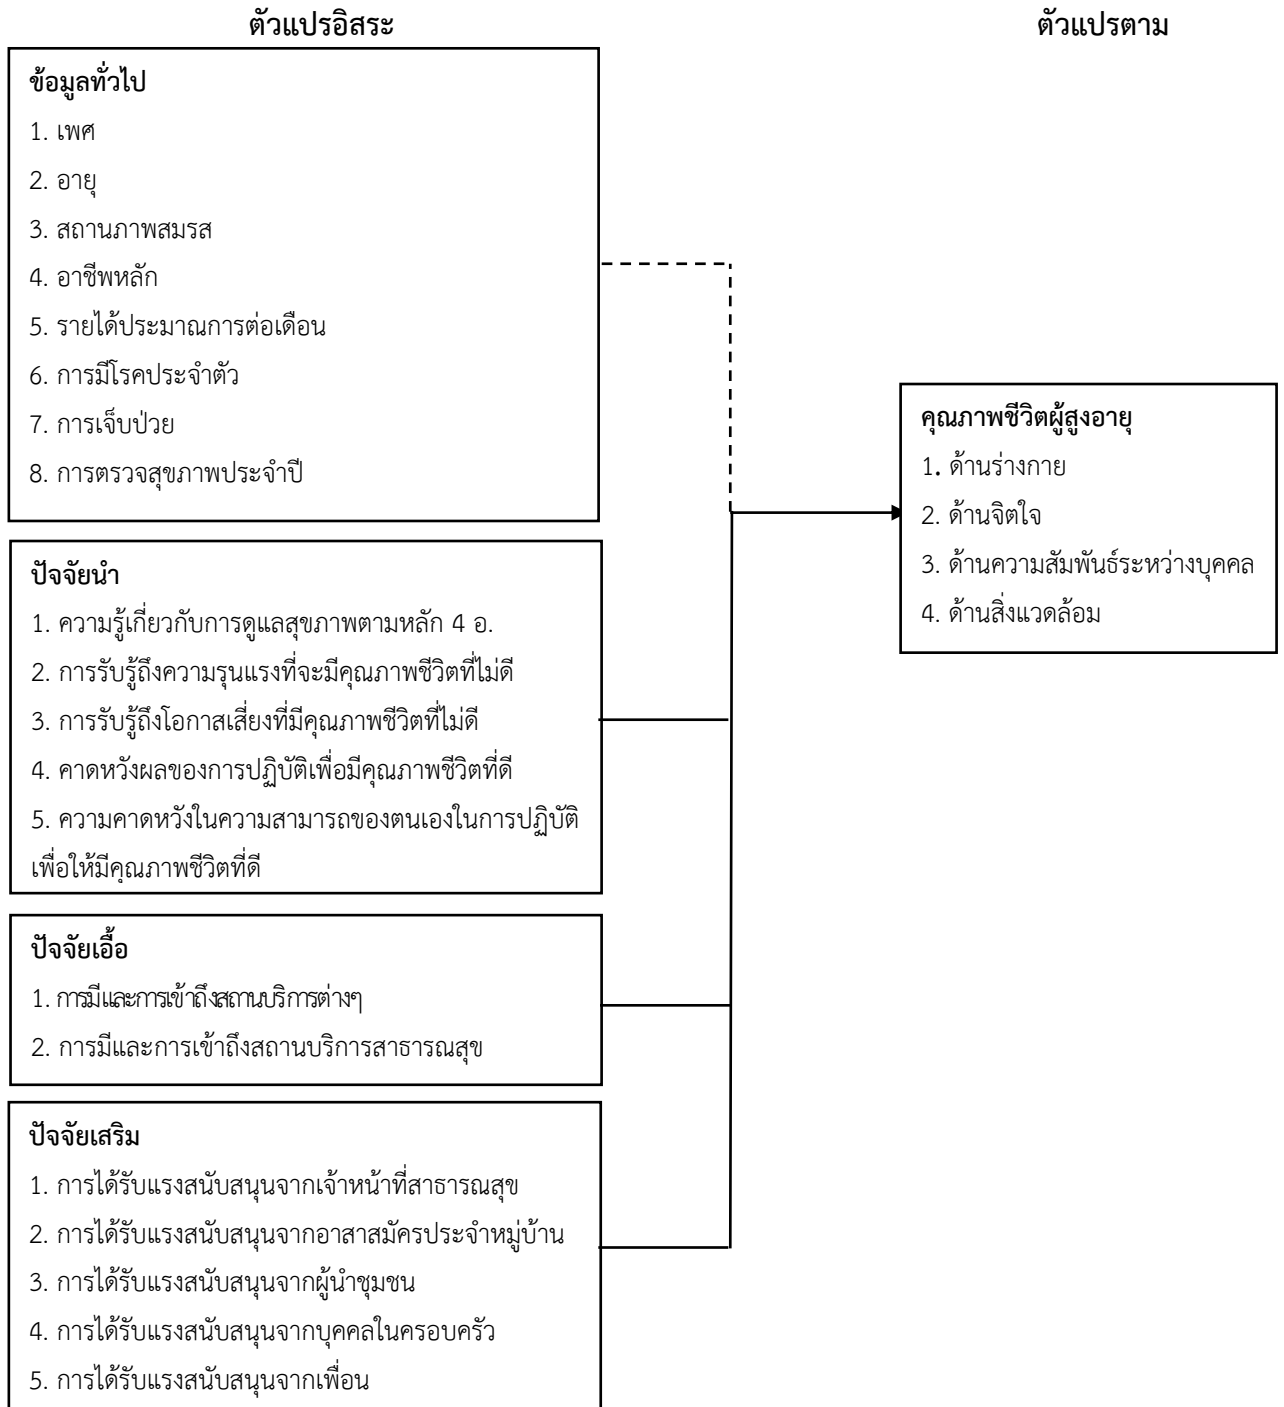 ตัวแปรอิสระ
ตัวแปรตาม
ข้อมูลทั่วไป
1. เพศ
2. อายุ
3. สถานภาพสมรส
4. อาชีพหลัก
5. รายได้ประมาณการต่อเดือน
6. การมีโรคประจำตัว
7. การเจ็บป่วย
8. การตรวจสุขภาพประจำปี
ปัจจัยนำ
1. ความรู้เกี่ยวกับการดูแลสุขภาพตามหลัก 4 อ.
2. การรับรู้ถึงความรุนแรงที่จะมีคุณภาพชีวิตที่ไม่ดี
3. การรับรู้ถึงโอกาสเสี่ยงที่มีคุณภาพชีวิตที่ไม่ดี
4. คาดหวังผลของการปฏิบัติเพื่อมีคุณภาพชีวิตที่ดี
5. ความคาดหวังในความสามารถของตนเองในการปฏิบัติ
เพื่อให้มีคุณภาพชีวิตที่ดี
ปัจจัยเอื้อ
1. การมีและการเข้าถึงสถานบริการต่างๆ
2. การมีและการเข้าถึงสถานบริการสาธารณสุข
ปัจจัยเสริม
1. การได้รับแรงสนับสนุนจากเจ้าหน้าที่สาธารณสุข
2. การได้รับแรงสนับสนุนจากอาสาสมัครประจำหมู่บ้าน
3. การได้รับแรงสนับสนุนจากผู้นำชุมชน
4. การได้รับแรงสนับสนุนจากบุคคลในครอบครัว
5. การได้รับแรงสนับสนุนจากเพื่อน
คุณภาพชีวิตผู้สูงอายุ
1. ด้านร่างกาย
2. ด้านจิตใจ
3. ด้านความสัมพันธ์ระหว่างบุคคล
4. ด้านสิ่งแวดล้อม